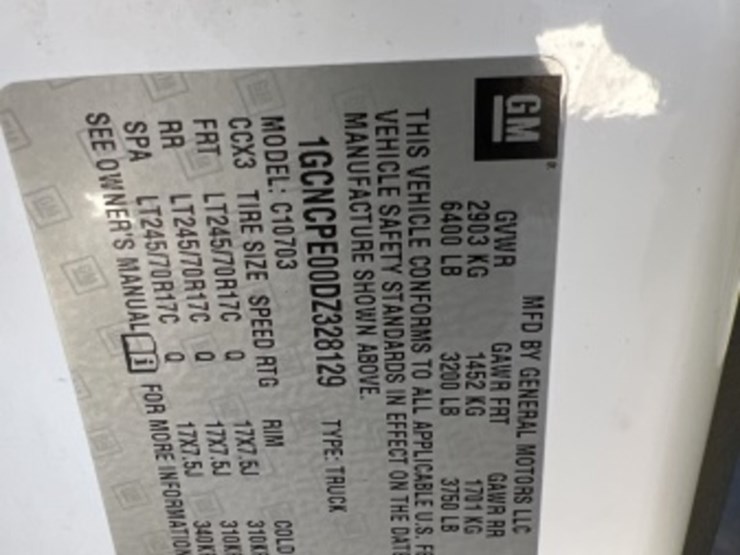 GM
MFD BY GENERAL MOTORS LLC
GVWR GAWR FRT GAWR RR
2903 KG 1452 KG 1701 KG
6400 LB 3200 LB 3750 LB
THIS VEHICLE CONFORMS TO ALL APPLICABLE U.S. FE
VEHICLE SAFETY STANDARDS IN EFFECT ON THE DATE
MANUFACTURE SHOWN ABOVE.
1GCNCPE00DZ328129 TYPE: TRUCK
MODEL: C10703
CCX3 TIRE SIZE SPEED RTG RIM COLD
FRT LT245/70R17C Q 17X7.5J 310K
RR LT245/70R17C Q 17X7.5J 310K
SPA LT245/70R17C Q 17X7.5J 340K
SEE OWNER'S MANUAL i FOR MORE INFORMATION